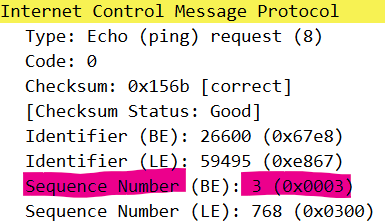 Internet Control Message Protocol
Type: Echo (ping) request (8)
Code: 0
Checksum: 0x156b [correct]
[Checksum Status: Good]
Identifier (BE): 26600 (0x67e8)
Identifier (LE): 59495 (0xe867)
Sequence Number (BE): 3 (0x0003)
Sequence Number (LE): 768 (0x0300)